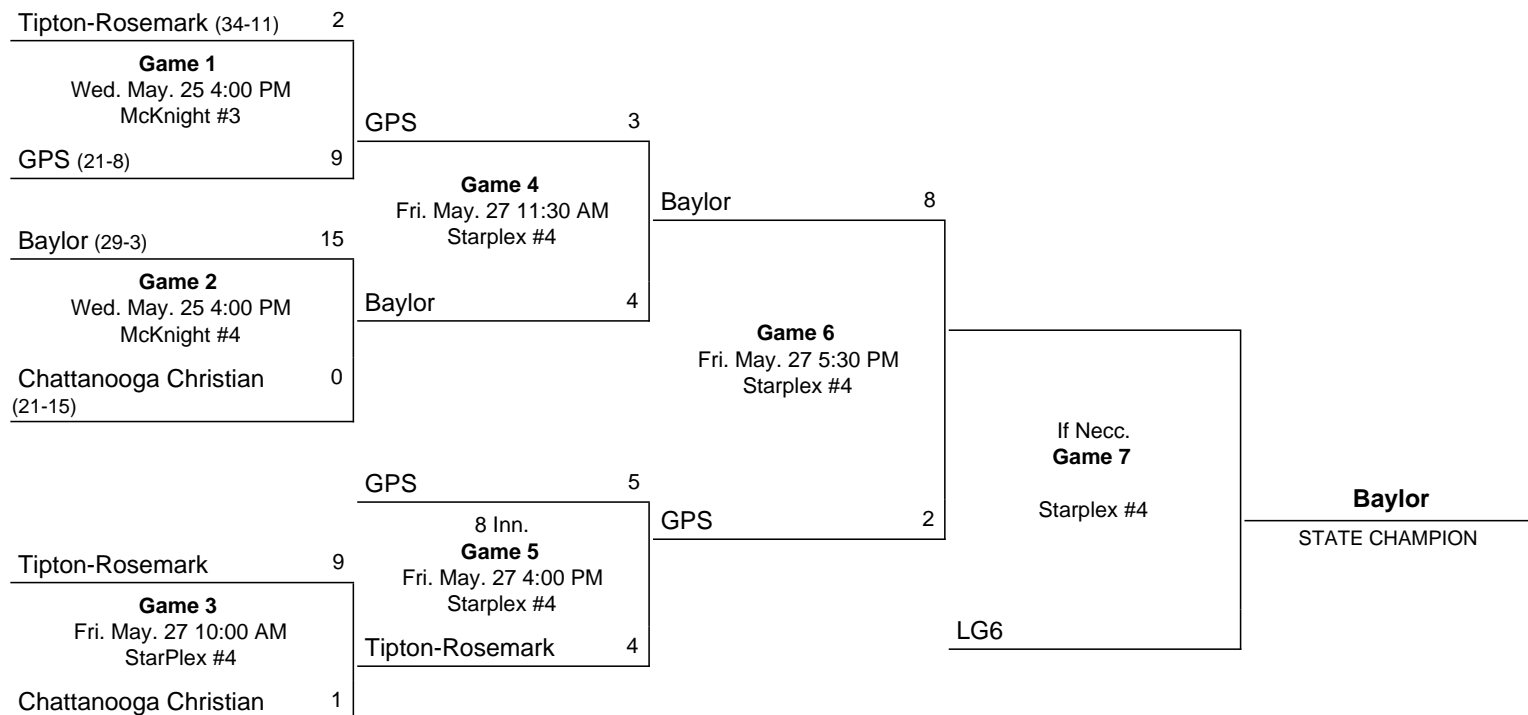 Tipton-Rosemark (34-11) 2
Game 1
Wed. May. 25 4:00 PM
McKnight #3
GPS (21-8) 9
Baylor (29-3) 15
Game 2
Wed. May. 25 4:00 PM
McKnight #4
Chattanooga Christian 0
(21-15)
Tipton-Rosemark 9
Game 3
Fri. May. 27 10:00 AM
StarPlex #4
Chattanooga Christian 1
GPS 3
Game 4
Fri. May. 27 11:30 AM
Starplex #4
Baylor 4
GPS 5
8 Inn.
Game 5
Fri. May. 27 4:00 PM
Starplex #4
Tipton-Rosemark 4
Baylor 8
Game 6
Fri. May. 27 5:30 PM
Starplex #4
GPS 2
If Necc.
Game 7
Starplex #4
LG6
Baylor
STATE CHAMPION